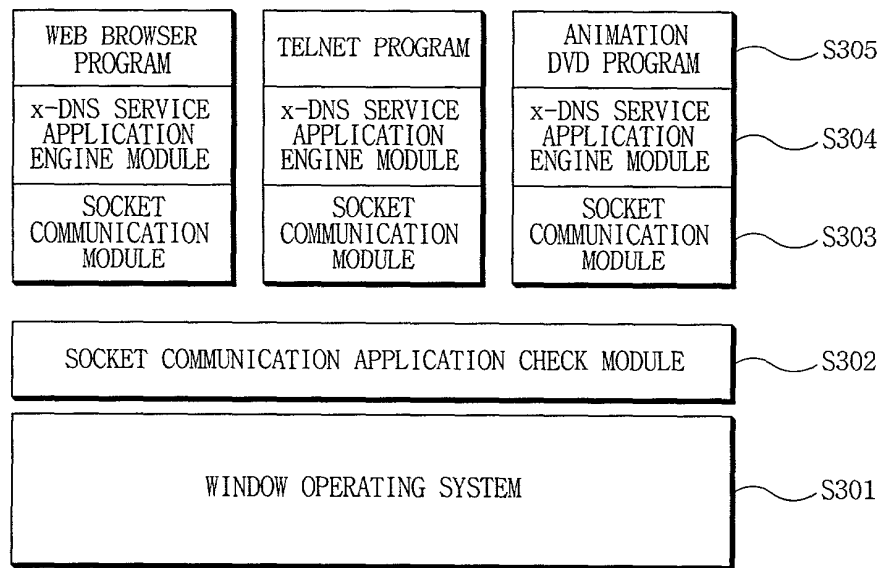 WEB BROWSER
PROGRAM
TELNET PROGRAM
ANIMATION
DVD PROGRAM
S305
x-DNS SERVICE
APPLICATION
ENGINE MODULE
x-DNS SERVICE
APPLICATION
ENGINE MODULE
x-DNS SERVICE
APPLICATION
ENGINE MODULE
S304
SOCKET
COMMUNICATION
MODULE
SOCKET
COMMUNICATION
MODULE
SOCKET
COMMUNICATION
MODULE
S303
SOCKET COMMUNICATION APPLICATION CHECK MODULE
S302
WINDOW OPERATING SYSTEM
S301